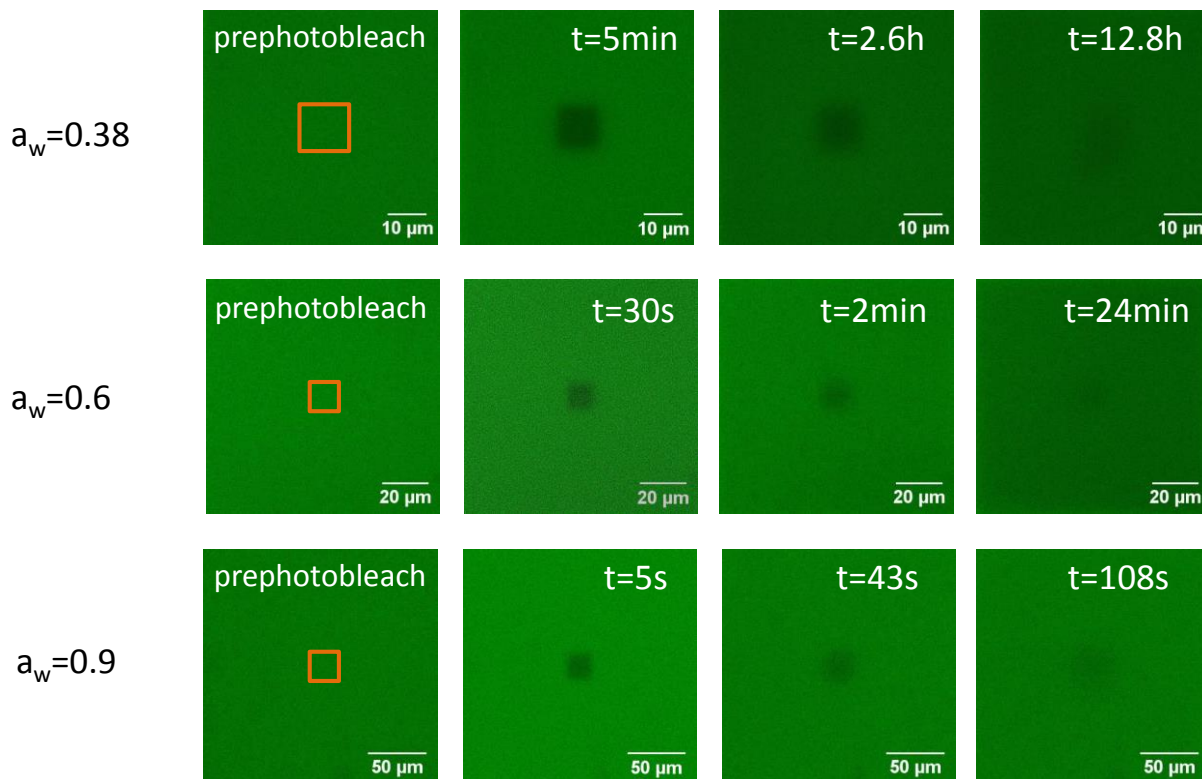 prephotobleach
t=5min
t=2.6h
t=12.8h
a_w=0.38
10 µm
10 µm
10 µm
10 µm
prephotobleach
t=30s
t=2min
t=24min
a_w=0.6
20 µm
20 µm
20 µm
20 µm
prephotobleach
t=5s
t=43s
t=108s
a_w=0.9
50 µm
50 µm
50 µm
50 µm